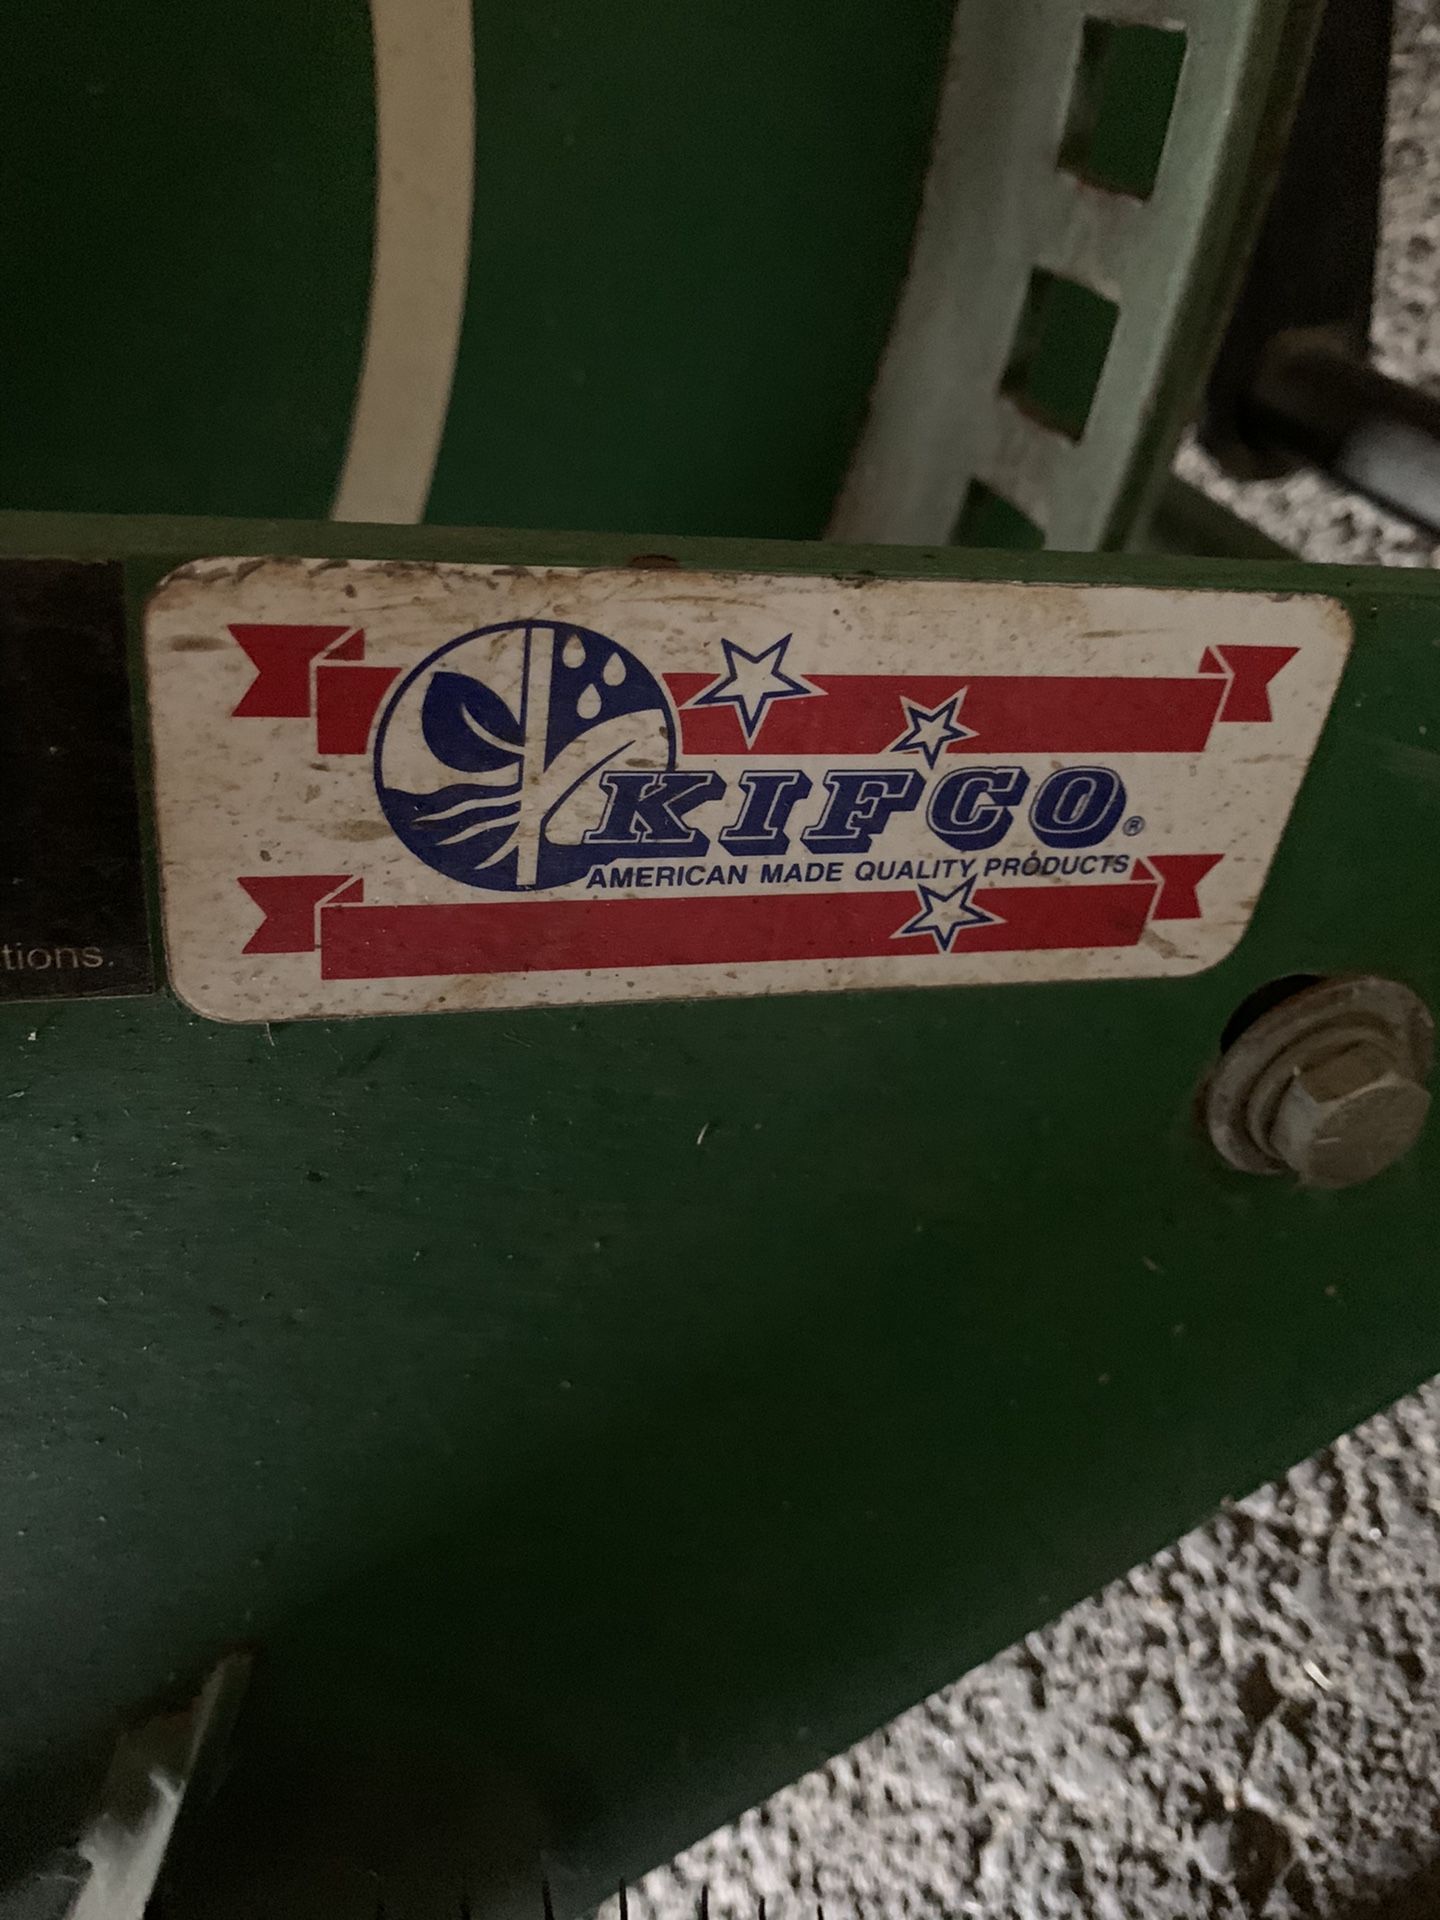 KIFCO®
AMERICAN MADE QUALITY PRODUCTS
tions.